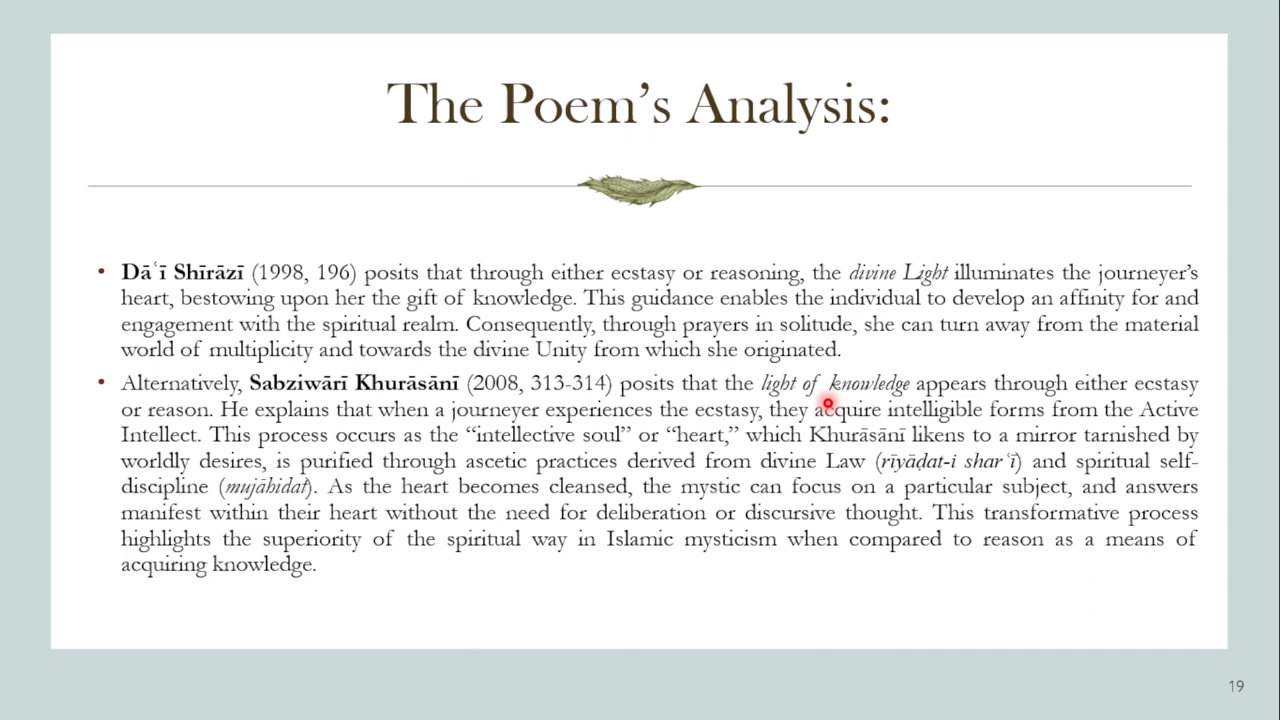 The Poem’s Analysis:
• Dāʿī Shīrāzī (1998, 196) posits that through either ecstasy or reasoning, the divine Light illuminates the journeyer’s
heart, bestowing upon her the gift of knowledge. This guidance enables the individual to develop an affinity for and
engagement with the spiritual realm. Consequently, through prayers in solitude, she can turn away from the material
world of multiplicity and towards the divine Unity from which she originated.
• Alternatively, Sabziwārī Khurāsānī (2008, 313-314) posits that the light of knowledge appears through either ecstasy
or reason. He explains that when a journeyer experiences the ecstasy, they acquire intelligible forms from the Active
Intellect. This process occurs as the “intellective soul” or “heart,” which Khurāsānī likens to a mirror tarnished by
worldly desires, is purified through ascetic practices derived from divine Law (rīyāḍat-i sharʿī) and spiritual self-
discipline (mujāhidat). As the heart becomes cleansed, the mystic can focus on a particular subject, and answers
manifest within their heart without the need for deliberation or discursive thought. This transformative process
highlights the superiority of the spiritual way in Islamic mysticism when compared to reason as a means of
acquiring knowledge.
19